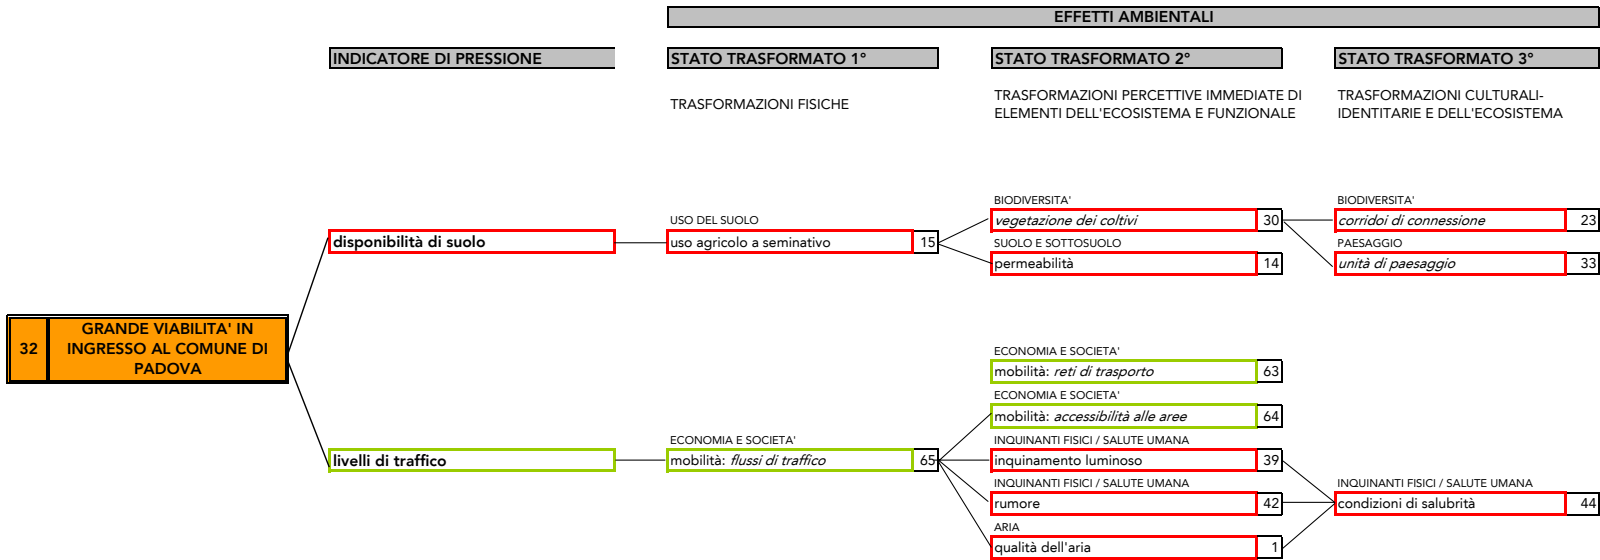 EFFETTI AMBIENTALI
INDICATORE DI PRESSIONE
STATO TRASFORMATO 1°
STATO TRASFORMATO 2°
STATO TRASFORMATO 3°
TRASFORMAZIONI FISICHE
TRASFORMAZIONI PERCETTIVE IMMEDIATE DI
ELEMENTI DELL'ECOSISTEMA E FUNZIONALE
TRASFORMAZIONI CULTURALI-
IDENTITARIE E DELL'ECOSISTEMA
BIODIVERSITA'
BIODIVERSITA'
vegetazione dei coltivi 30
corridoi di connessione 23
USO DEL SUOLO
disponibilità di suolo
uso agricolo a seminativo 15
SUOLO E SOTTOSUOLO
PAESAGGIO
permeabilità 14
unità di paesaggio 33
32
GRANDE VIABILITA' IN
INGRESSO AL COMUNE DI
PADOVA
ECONOMIA E SOCIETA'
mobilità: reti di trasporto 63
ECONOMIA E SOCIETA'
mobilità: accessibilità alle aree 64
ECONOMIA E SOCIETA'
INQUINANTI FISICI / SALUTE UMANA
livelli di traffico
mobilità: flussi di traffico 65
inquinamento luminoso 39
INQUINANTI FISICI / SALUTE UMANA
INQUINANTI FISICI / SALUTE UMANA
rumore 42
condizioni di salubrità 44
ARIA
qualità dell'aria 1